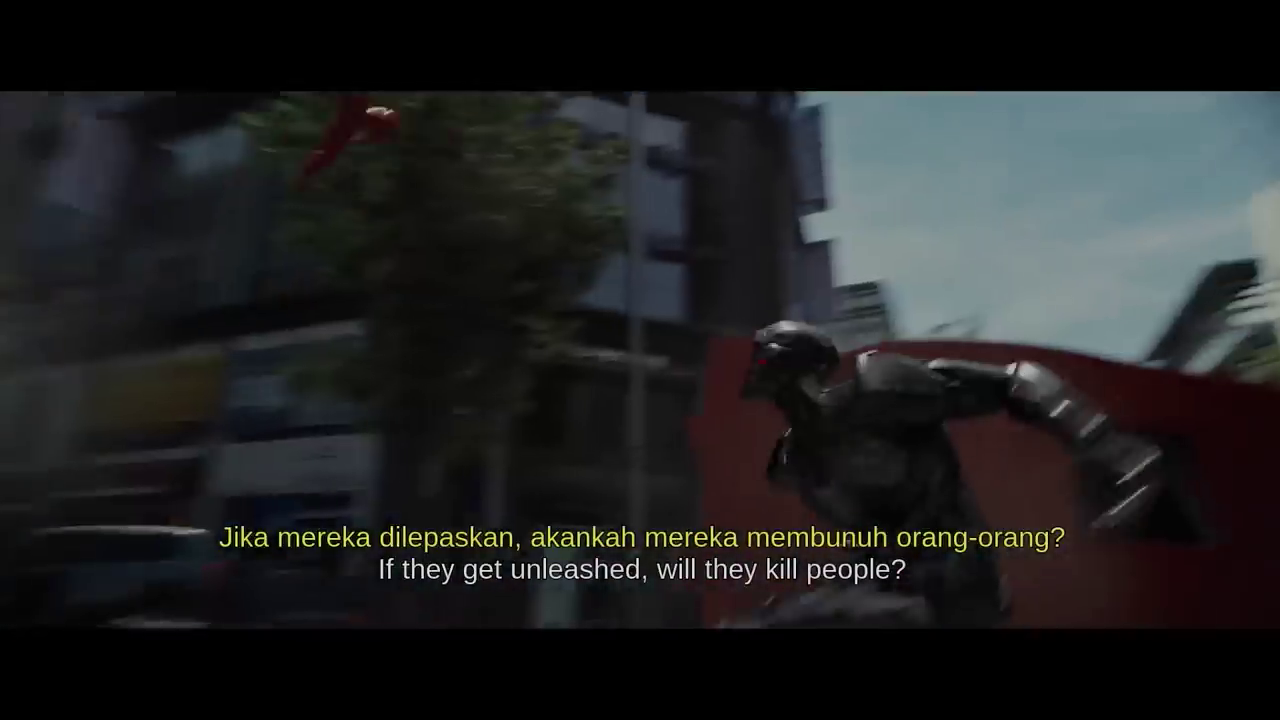 Jika mereka dilepaskan, akankah mereka membunuh orang-orang?
If they get unleashed, will they kill people?